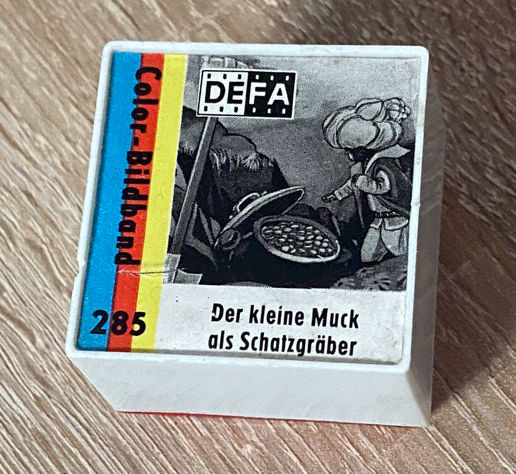 DEFA
Color-Bildband
285
Der kleine Muck
als Schatzgräber